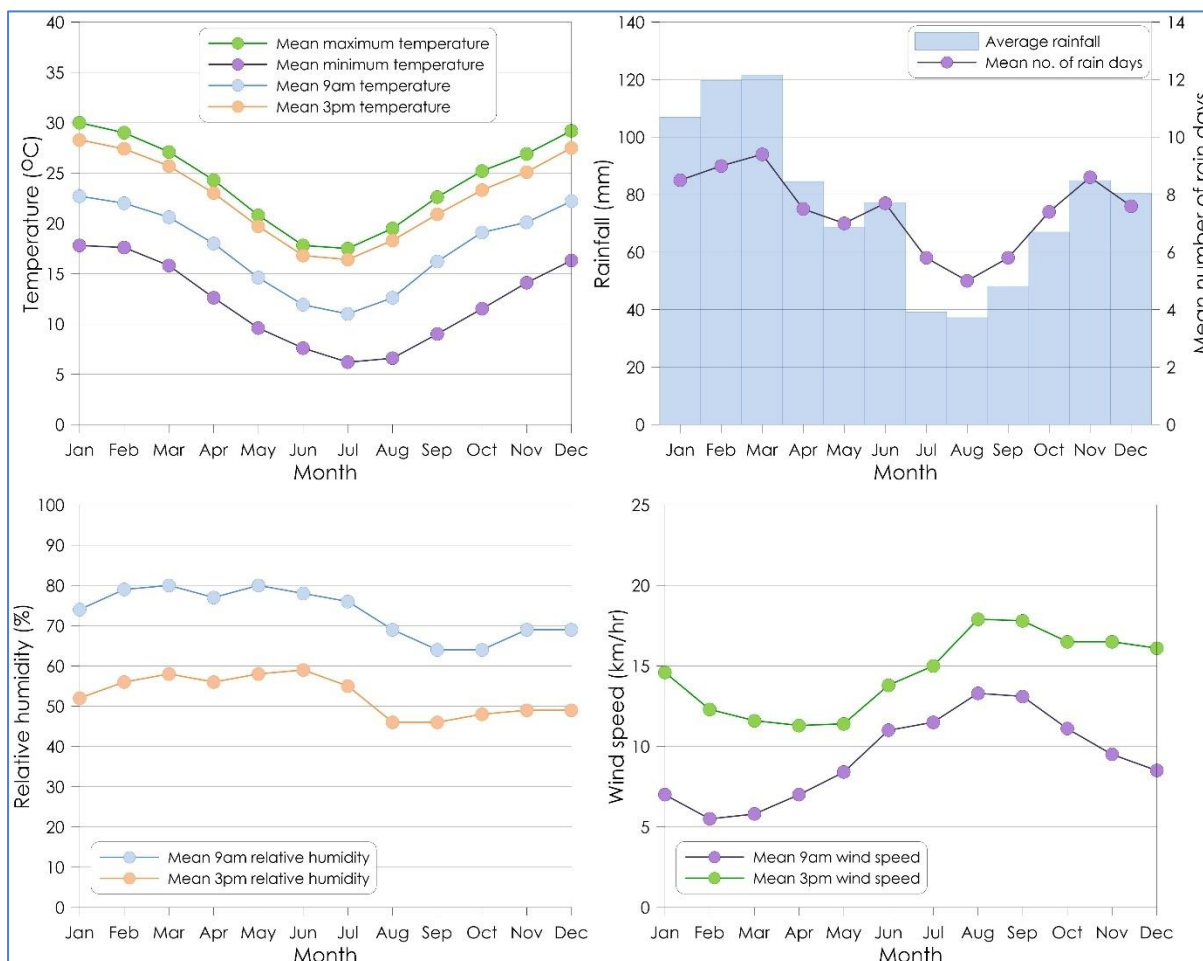 40
35
30
25
20
15
10
5
0
Temperature (ºC)
Mean maximum temperature
Mean minimum temperature
Mean 9am temperature
Mean 3pm temperature
Jan Feb Mar Apr May Jun Jul Aug Sep Oct Nov Dec
Month
140
120
100
80
60
40
20
0
Rainfall (mm)
Average rainfall
Mean no. of rain days
14
12
10
8
6
4
2
0
Mean number of rain days
Jan Feb Mar Apr May Jun Jul Aug Sep Oct Nov Dec
Month
100
90
80
70
60
50
40
30
20
10
0
Relative humidity (%)
Mean 9am relative humidity
Mean 3pm relative humidity
Jan Feb Mar Apr May Jun Jul Aug Sep Oct Nov Dec
Month
25
20
15
10
5
0
Wind speed (km/hr)
Mean 9am wind speed
Mean 3pm wind speed
Jan Feb Mar Apr May Jun Jul Aug Sep Oct Nov Dec
Month